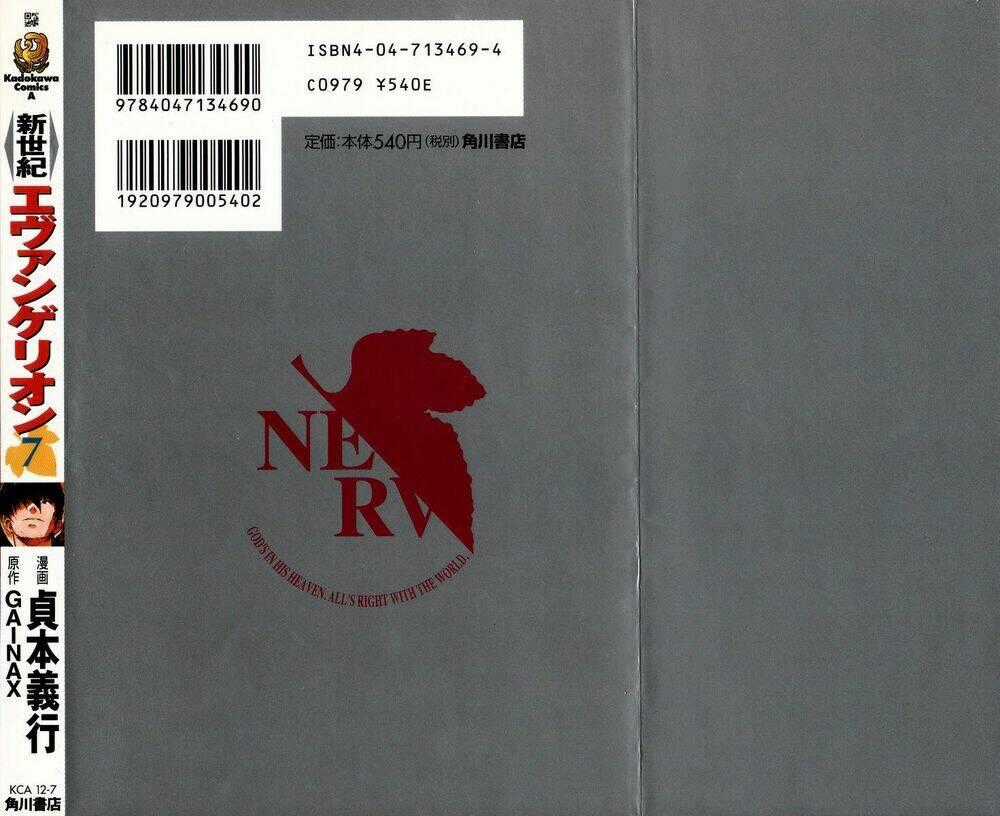 Kadokawa
Comics
A
新世紀
エヴァンゲリオン
7
漫画
貞本義行
原作
GAINAX
KCA 12-7
角川書店
ISBN4-04-713469-4
C0979 ¥540E
9784047134690
定価:本体540円(税別)角川書店
1920979005402
NERV
GOD'S IN HIS HEAVEN. ALL'S RIGHT WITH THE WORLD.